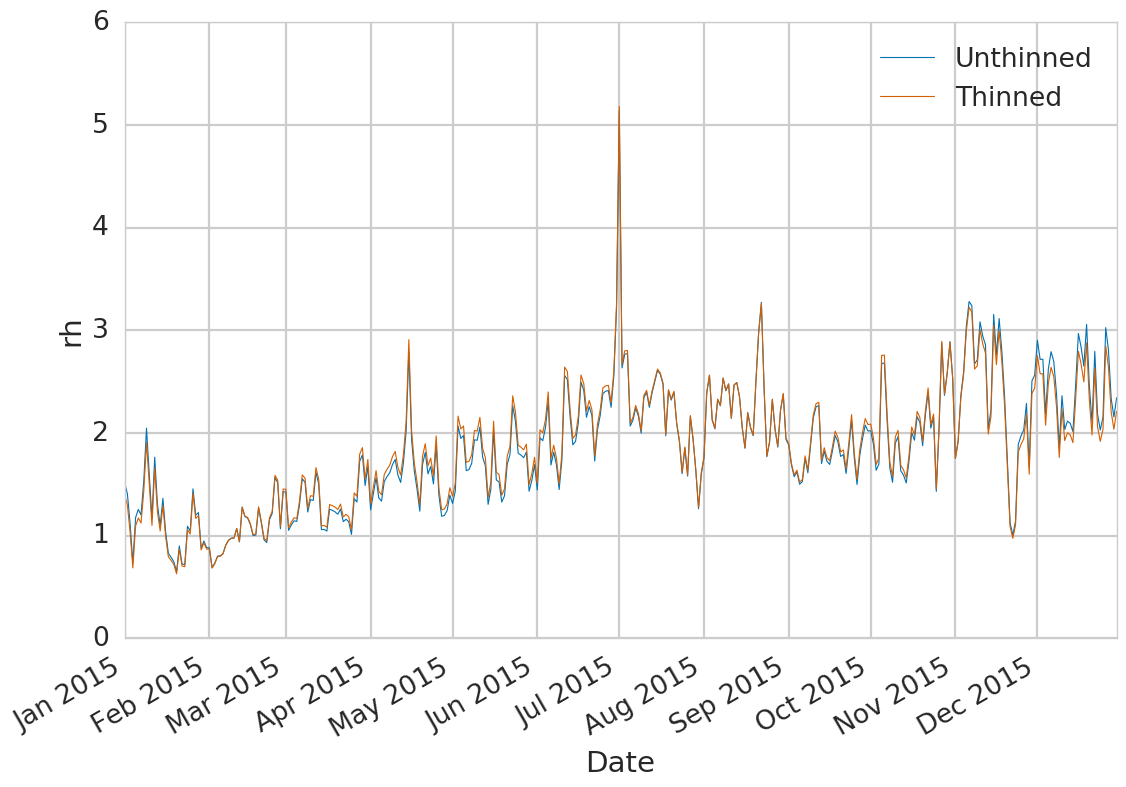 6
5
4
3
2
1
0
rh
Unthinned
Thinned
Jan 2015
Feb 2015
Mar 2015
Apr 2015
May 2015
Jun 2015
Jul 2015
Aug 2015
Sep 2015
Oct 2015
Nov 2015
Dec 2015
Date